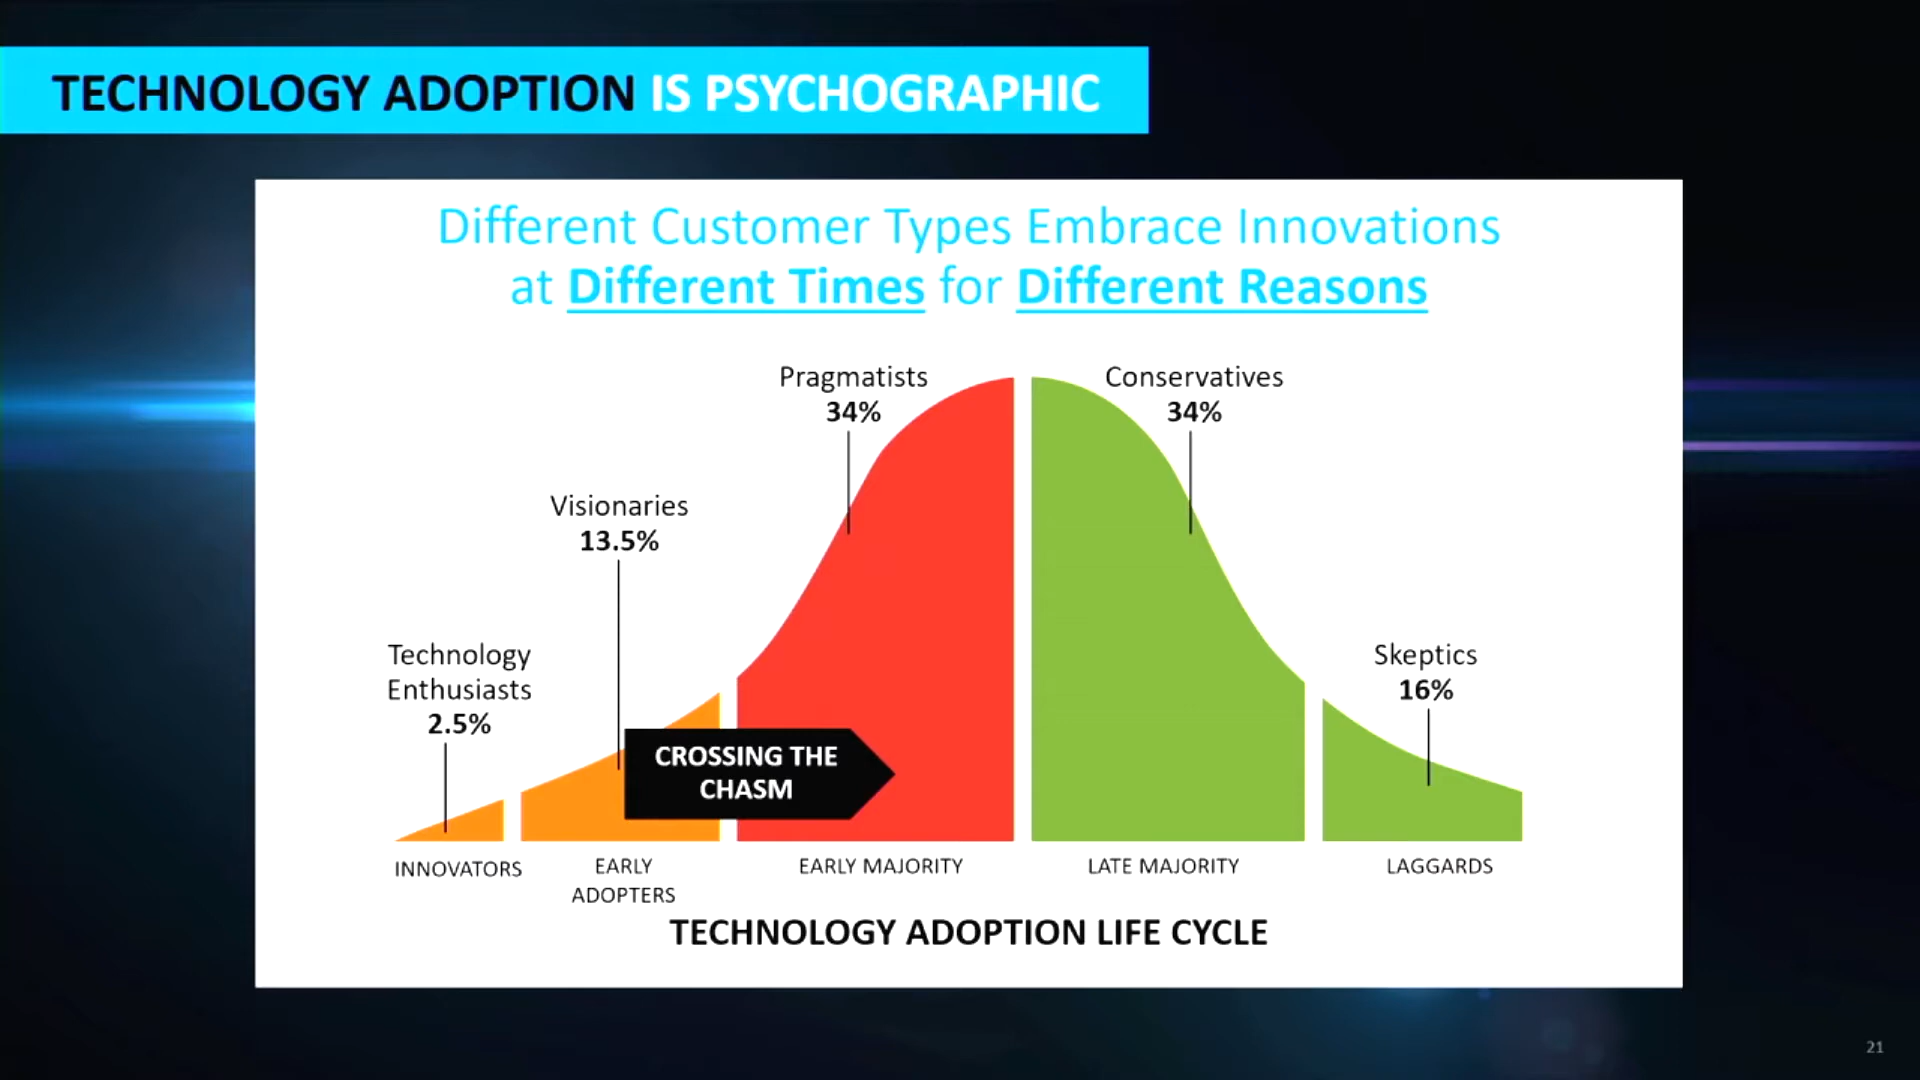 TECHNOLOGY ADOPTION IS PSYCHOGRAPHIC
Different Customer Types Embrace Innovations
at Different Times for Different Reasons
Pragmatists
34%
Conservatives
34%
Visionaries
13.5%
Technology
Enthusiasts
2.5%
Skeptics
16%
CROSSING THE
CHASM
INNOVATORS
EARLY
ADOPTERS
EARLY MAJORITY
LATE MAJORITY
LAGGARDS
TECHNOLOGY ADOPTION LIFE CYCLE
21